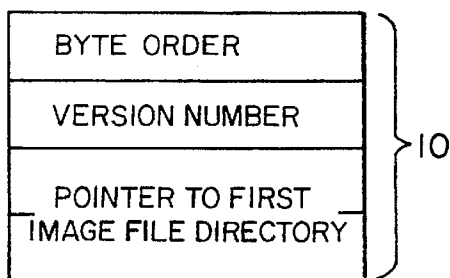 BYTE ORDER
VERSION NUMBER
10
POINTER TO FIRST
IMAGE FILE DIRECTORY